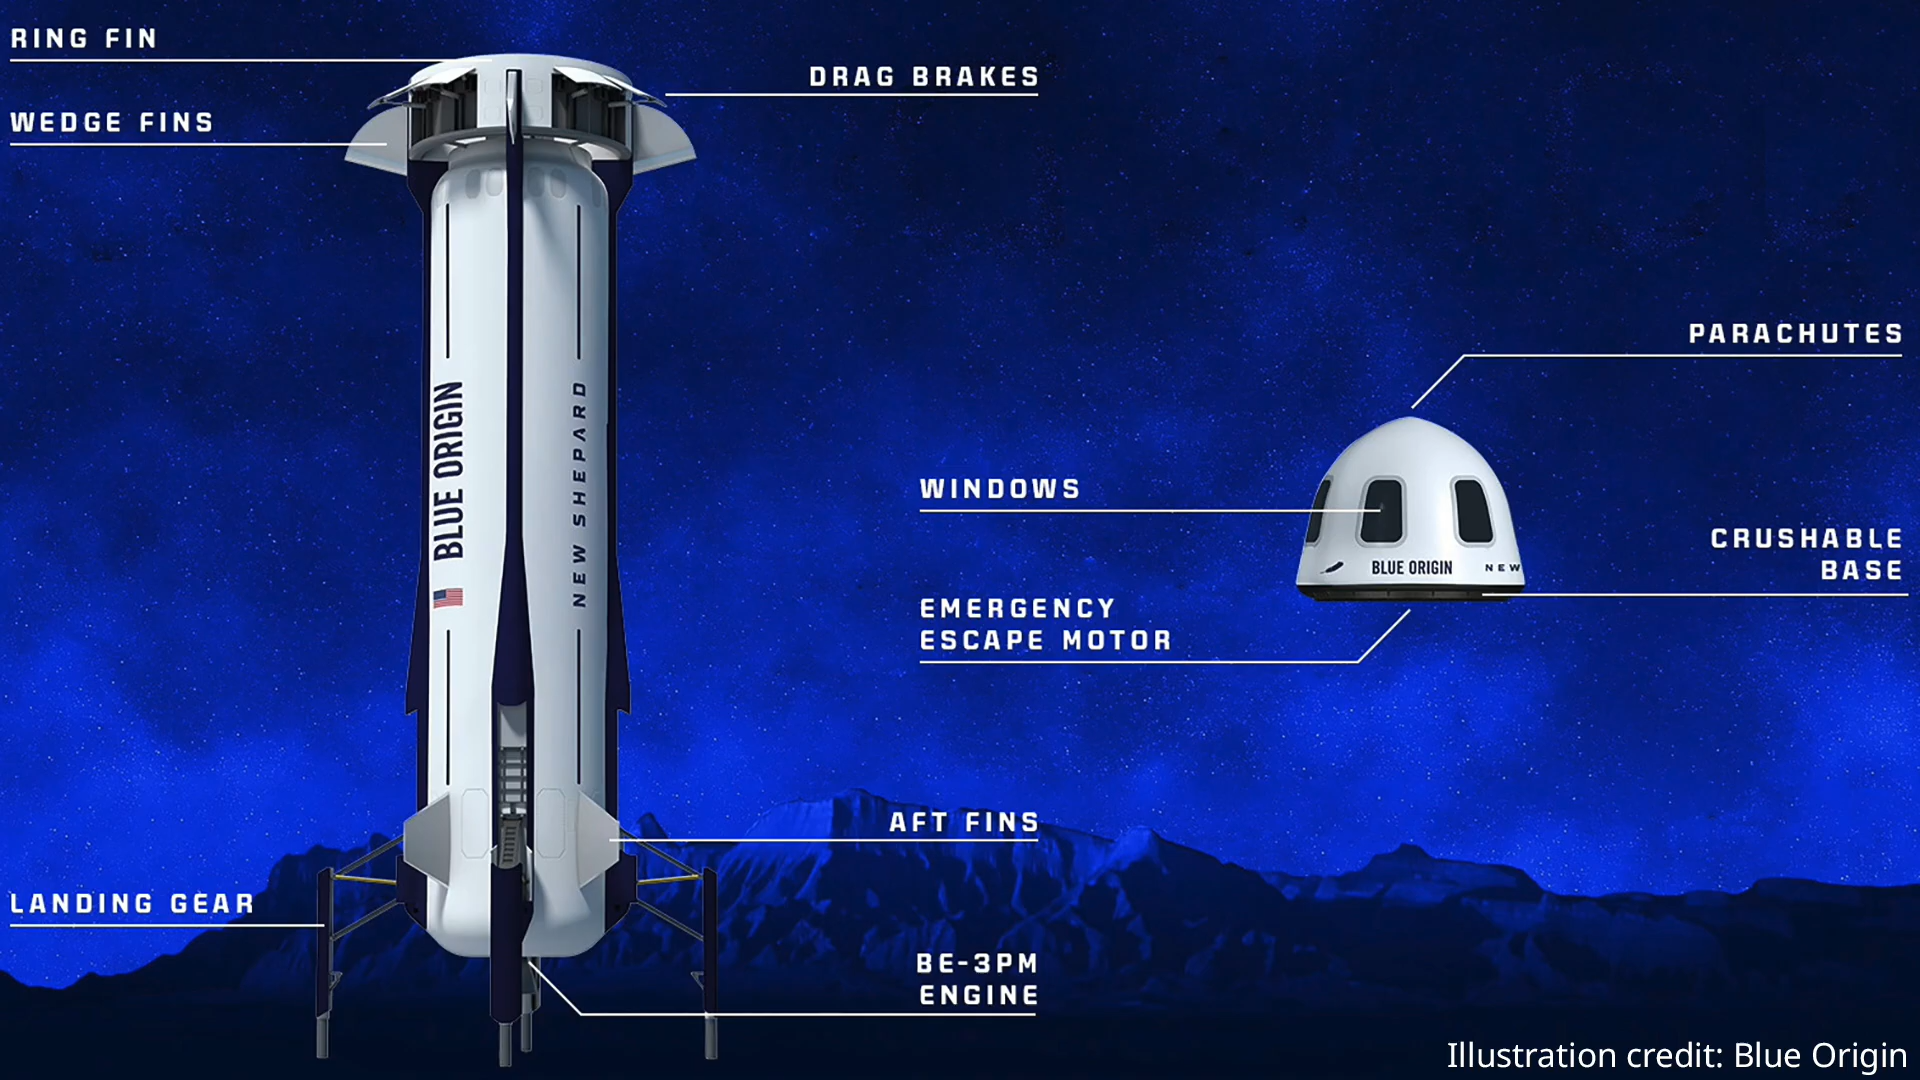 RING FIN
DRAG BRAKES
WEDGE FINS
BLUE ORIGIN
NEW SHEPARD
PARACHUTES
WINDOWS
CRUSHABLE
BASE
BLUE ORIGIN
NEW
EMERGENCY
ESCAPE MOTOR
AFT FINS
LANDING GEAR
BE-3PM
ENGINE
Illustration credit: Blue Origin